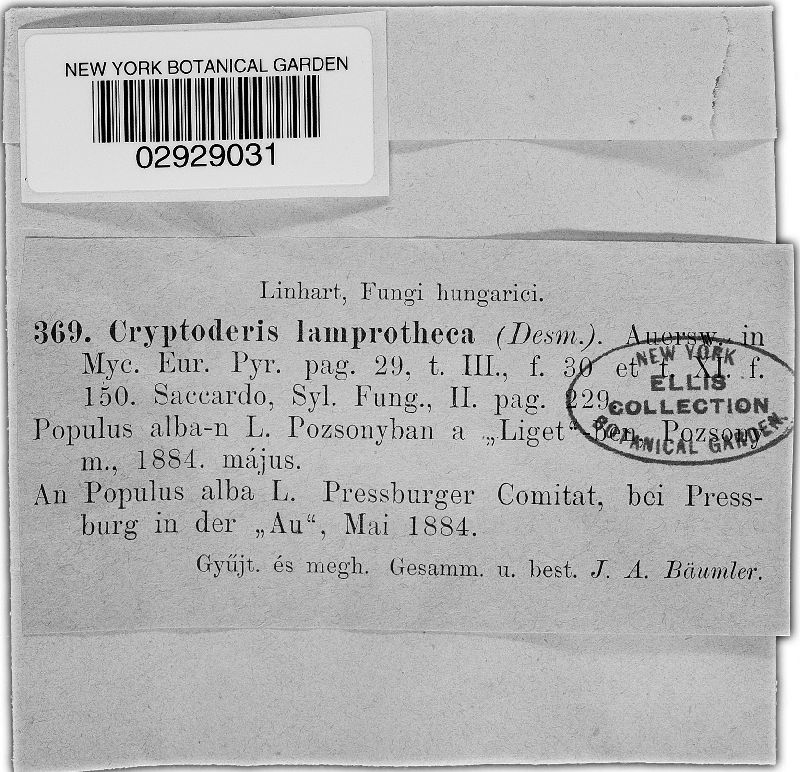 NEW YORK BOTANICAL GARDEN
02929031
Linhart, Fungi hungarici.
369. Cryptoderis lamprotheca (Desm.). Auersw. in
Myc. Eur. Pyr. pag. 29, t. III., f. 30 et f. XI. f.
150. Saccardo, Syl. Fung., II. pag. 229.
Populus alba-n L. Pozsonyban a „Liget“-ben. Pozsony
m., 1884. május.
An Populus alba L. Pressburger Comitat, bei Press-
burg in der „Au“, Mai 1884.
Gyűjt. és megh. Gesamm. u. best. J. A. Bäumler.
NEW YORK
ELLIS
COLLECTION
BOTANICAL GARDEN.